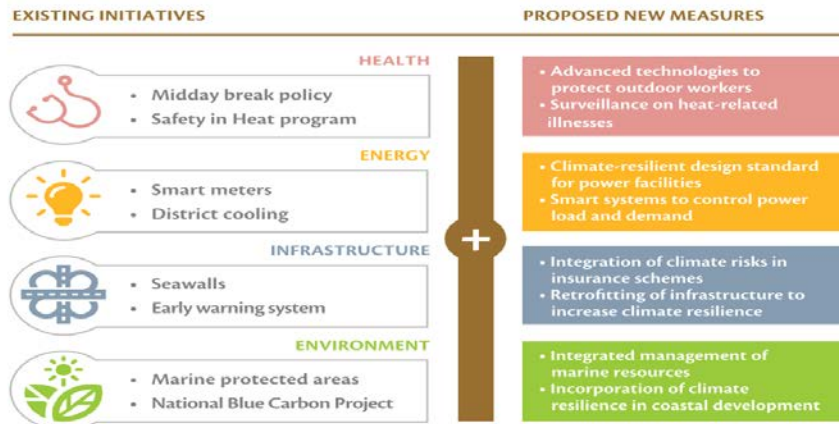 EXISTING INITIATIVES
PROPOSED NEW MEASURES
HEALTH
• Midday break policy
• Safety in Heat program
• Advanced technologies to
protect outdoor workers
• Surveillance on heat-related
illnesses
ENERGY
• Smart meters
• District cooling
• Climate-resilient design standard
for power facilities
• Smart systems to control power
load and demand
INFRASTRUCTURE
• Seawalls
• Early warning system
• Integration of climate risks in
insurance schemes
• Retrofitting of infrastructure to
increase climate resilience
ENVIRONMENT
• Marine protected areas
• National Blue Carbon Project
• Integrated management of
marine resources
• Incorporation of climate
resilience in coastal development
+